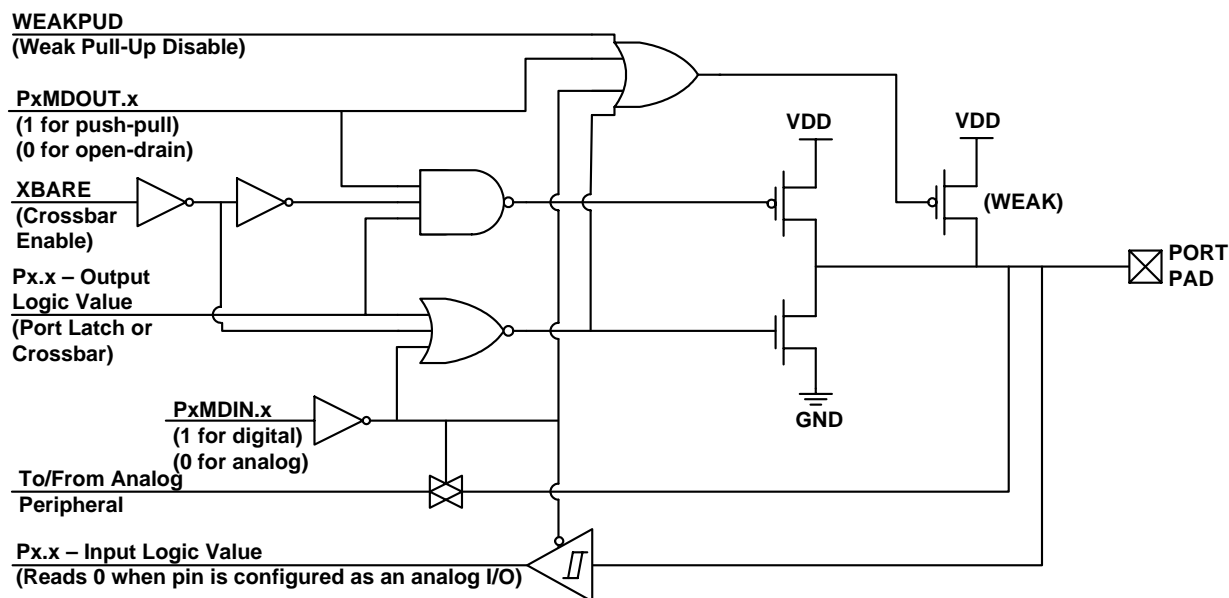 WEAKPUD
(Weak Pull-Up Disable)
PxMDOUT.x
(1 for push-pull)
(0 for open-drain)
XBARE
(Crossbar
Enable)
Px.x – Output
Logic Value
(Port Latch or
Crossbar)
PxMDIN.x
(1 for digital)
(0 for analog)
To/From Analog
Peripheral
Px.x – Input Logic Value
(Reads 0 when pin is configured as an analog I/O)
VDD
VDD
(WEAK)
GND
PORT
PAD